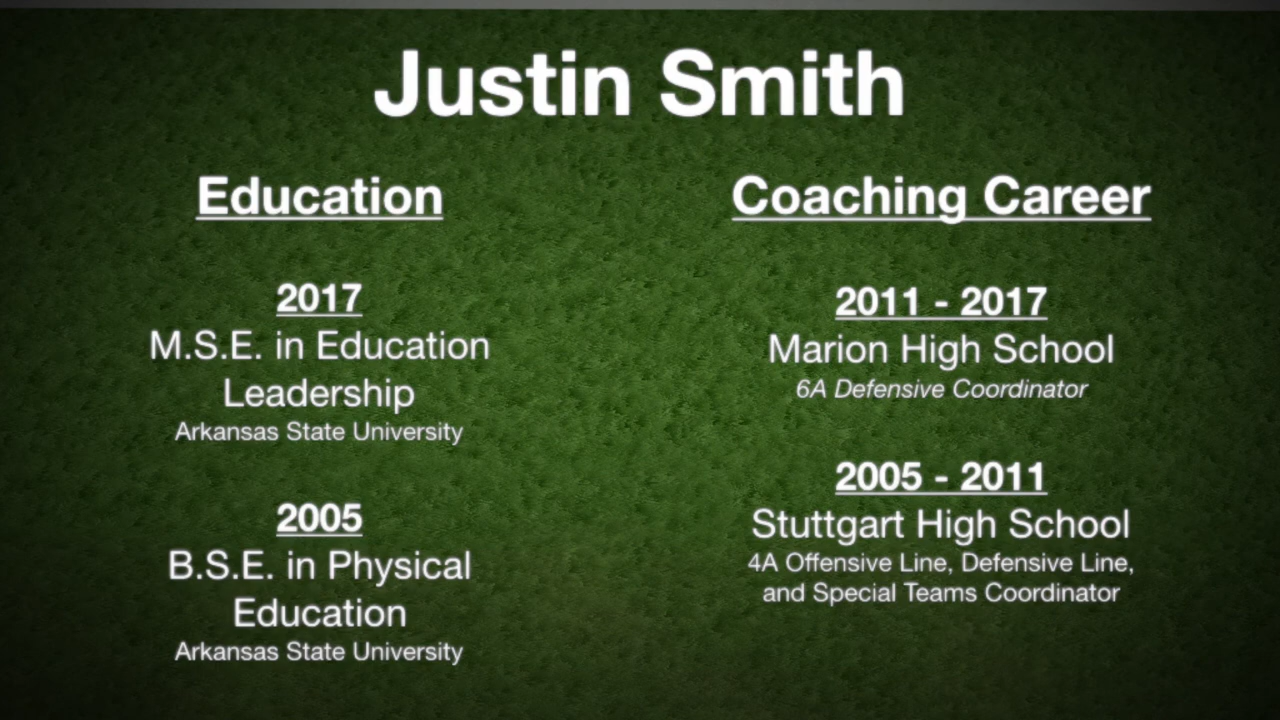 Justin Smith
Education
2017
M.S.E. in Education
Leadership
Arkansas State University
2005
B.S.E. in Physical
Education
Arkansas State University
Coaching Career
2011 - 2017
Marion High School
6A Defensive Coordinator
2005 - 2011
Stuttgart High School
4A Offensive Line, Defensive Line,
and Special Teams Coordinator